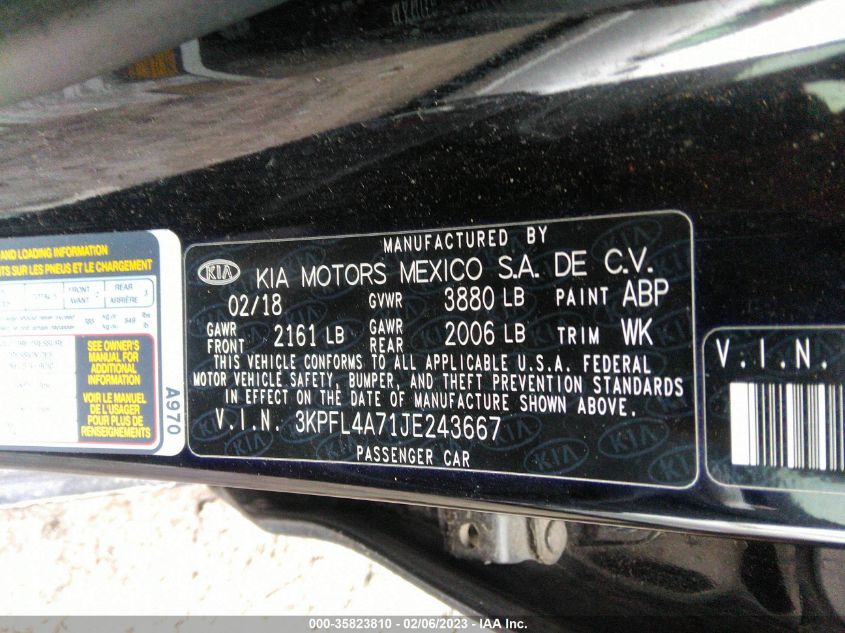 MANUFACTURED BY
KIA KIA MOTORS MEXICO S.A. DE C.V.
02/18 GVWR 3880 LB PAINT ABP
GAWR FRONT 2161 LB GAWR REAR 2006 LB TRIM WK
THIS VEHICLE CONFORMS TO ALL APPLICABLE U.S.A. FEDERAL
MOTOR VEHICLE SAFETY, BUMPER, AND THEFT PREVENTION STANDARDS
IN EFFECT ON THE DATE OF MANUFACTURE SHOWN ABOVE.
V.I.N. 3KPFL4A71JE243667
PASSENGER CAR
AND LOADING INFORMATION
SUR LES PNEUS ET LE CHARGEMENT
FRONT 2 REAR 3
ARRIÈRE
SEE OWNER'S
MANUAL FOR
ADDITIONAL
INFORMATION
VOIR LE MANUEL
DE L'USAGER
POUR PLUS DE
RENSEIGNEMENTS
A970
V.I.N.
000-35823810 - 02/06/2023 - IAA Inc.